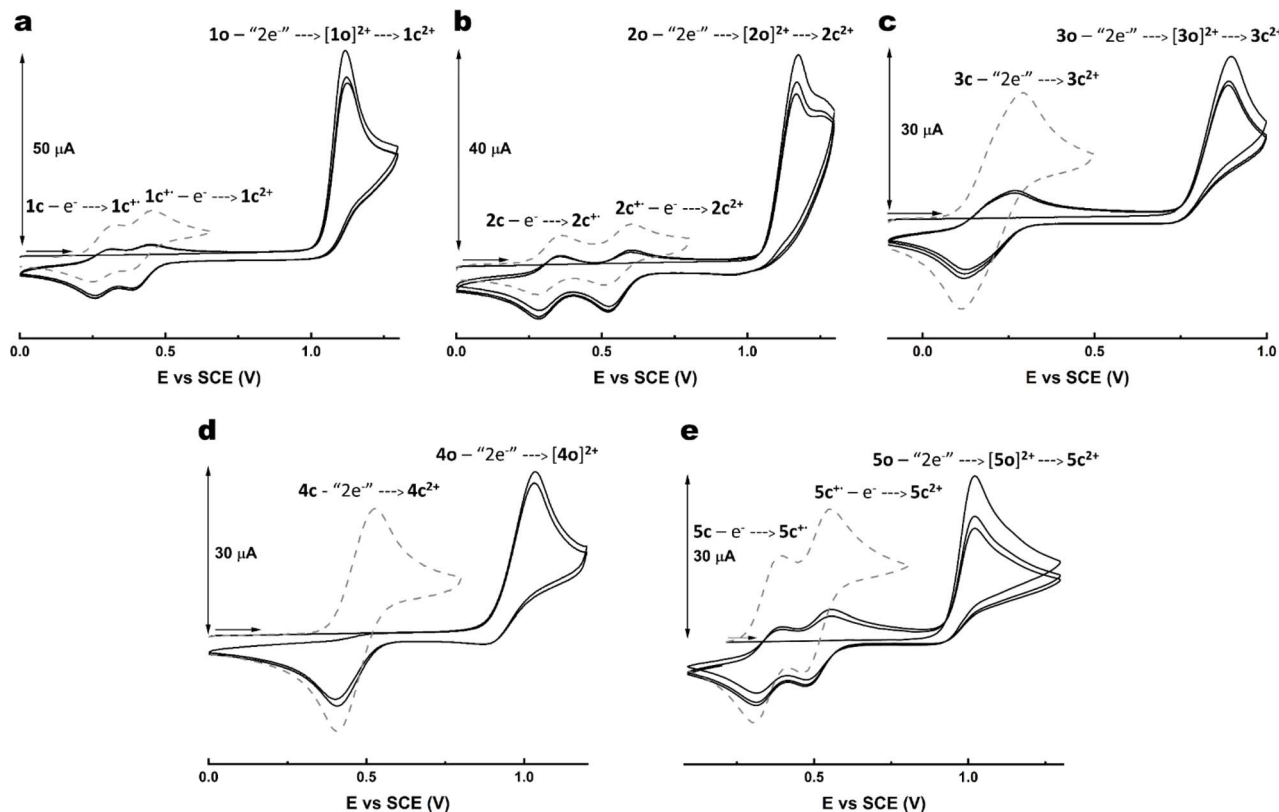 a
1o – “2e-” ---> [1o]2+ ---> 1c2+
50 µA
1c – e- ---> 1c+·
1c+· – e- ---> 1c2+
0.0 0.5 1.0
E vs SCE (V)
b
2o – “2e-” ---> [2o]2+ ---> 2c2+
40 µA
2c – e- ---> 2c+·
2c+· – e- ---> 2c2+
0.0 0.5 1.0
E vs SCE (V)
c
3o – “2e-” ---> [3o]2+ ---> 3c2+
3c – “2e-” ---> 3c2+
30 µA
0.0 0.5 1.0
E vs SCE (V)
d
4o – “2e-” ---> [4o]2+
4c - “2e-” ---> 4c2+
30 µA
0.0 0.5 1.0
E vs SCE (V)
e
5o – “2e-” ---> [5o]2+ ---> 5c2+
5c+· – e- ---> 5c2+
5c – e- ---> 5c+·
30 µA
0.5 1.0
E vs SCE (V)